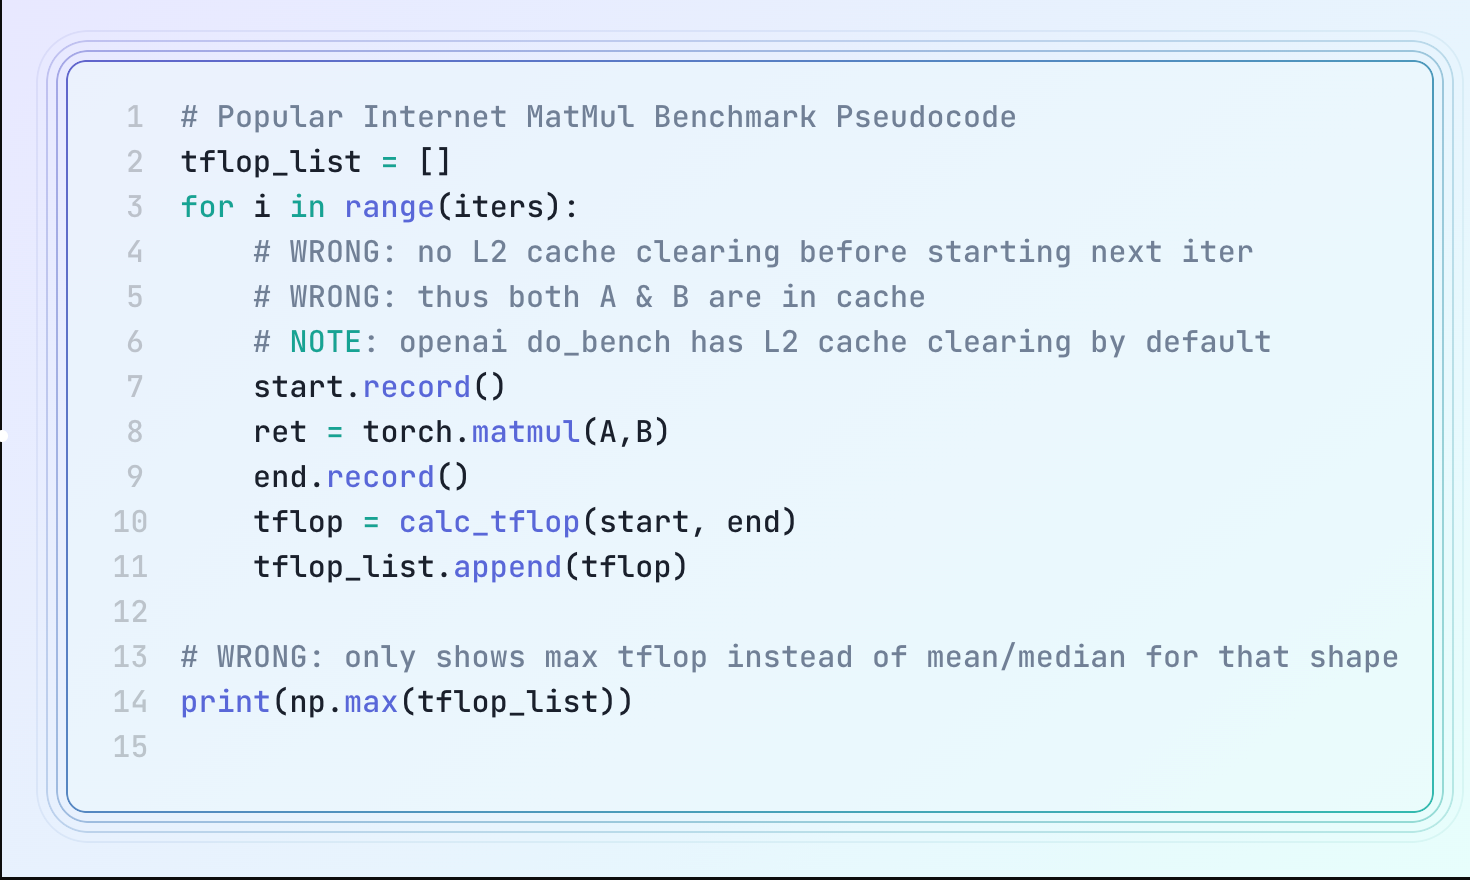 1 # Popular Internet MatMul Benchmark Pseudocode
2 tflop_list = []
3 for i in range(iters):
4     # WRONG: no L2 cache clearing before starting next iter
5     # WRONG: thus both A & B are in cache
6     # NOTE: openai do_bench has L2 cache clearing by default
7     start.record()
8     ret = torch.matmul(A,B)
9     end.record()
10     tflop = calc_tflop(start, end)
11     tflop_list.append(tflop)
12
13 # WRONG: only shows max tflop instead of mean/median for that shape
14 print(np.max(tflop_list))
15